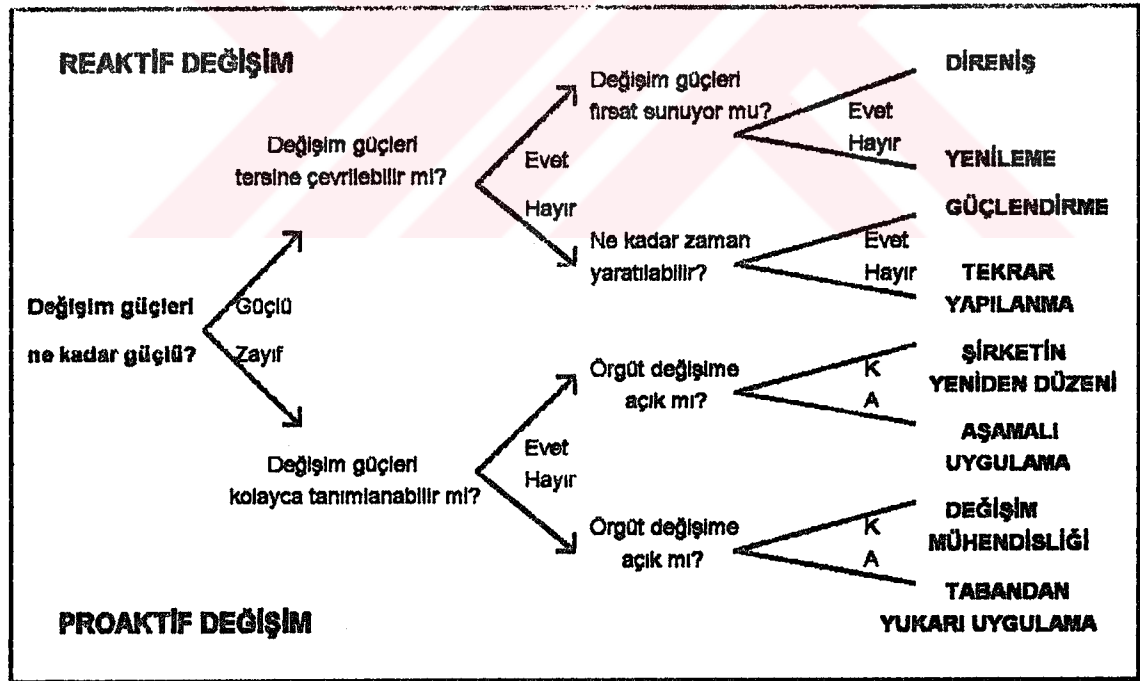 REAKTİF DEĞİŞİM
Değişim güçleri
ne kadar güçlü?
Güçlü
Zayıf
Değişim güçleri
tersine çevrilebilir mi?
Evet
Hayır
Değişim güçleri
fırsat sunuyor mu?
Evet
Hayır
DİRENİŞ
YENİLEME
Ne kadar zaman
yaratılabilir?
Evet
Hayır
GÜÇLENDİRME
TEKRAR
YAPILANMA
Değişim güçleri
kolayca tanımlanabilir mi?
Evet
Hayır
Örgüt değişime
açık mı?
K
A
ŞİRKETİN
YENİDEN DÜZENİ
AŞAMALI
UYGULAMA
Örgüt değişime
açık mı?
K
A
DEĞİŞİM
MÜHENDİSLİĞİ
TABANDAN
YUKARI UYGULAMA
PROAKTİF DEĞİŞİM